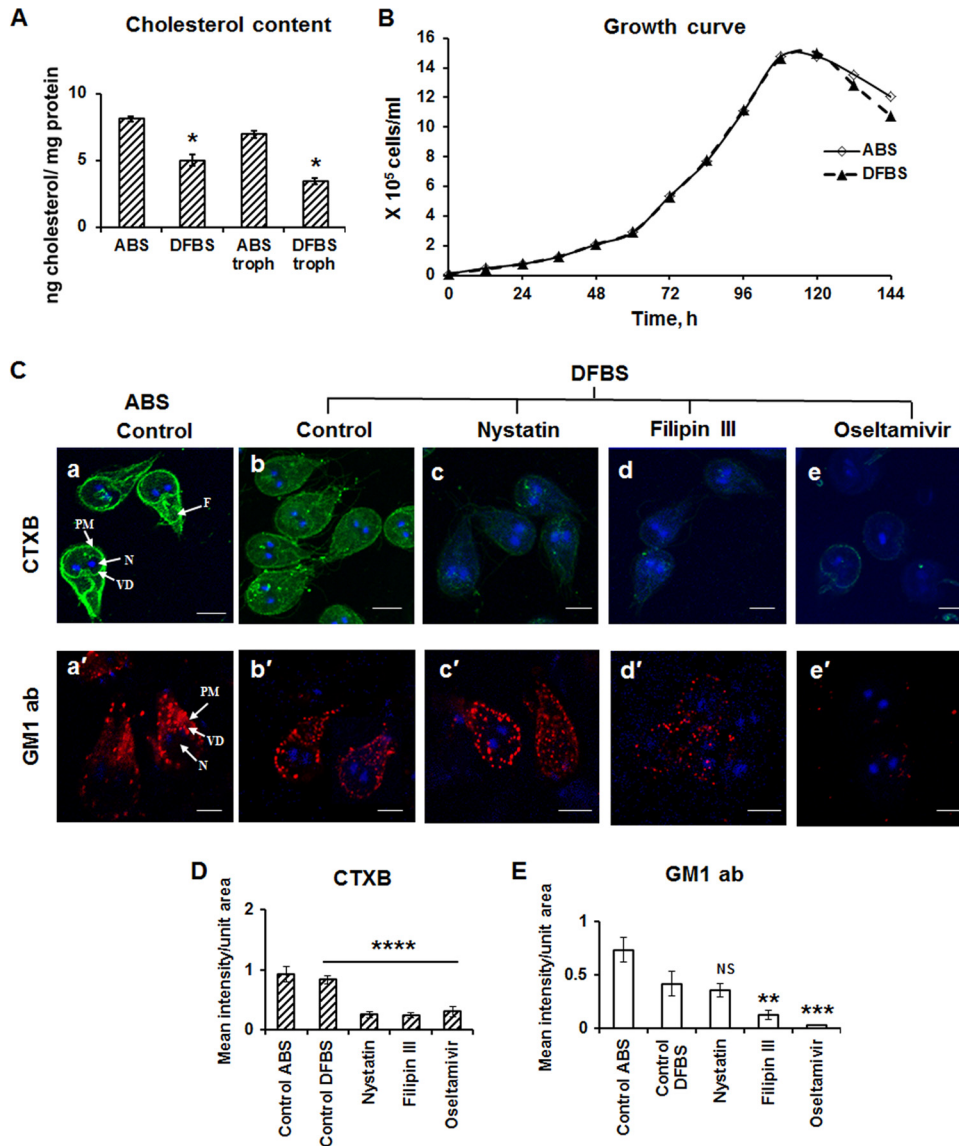 A
Cholesterol content
ng cholesterol/ mg protein
10
5
0
*
*
ABS
DFBS
ABS
troph
DFBS
troph
B
Growth curve
X 10⁵ cells/ml
16
14
12
10
8
6
4
2
0
0 24 48 72 96 120 144
Time, h
ABS
DFBS
C
DFBS
ABS
Control
Control
Nystatin
Filipin III
Oseltamivir
CTXB
a
F
PM
N
VD
b
c
d
e
GM1 ab
a′
PM
VD
N
b′
c′
d′
e′
D
CTXB
Mean intensity/unit area
2
1
0
****
Control ABS
Control DFBS
Nystatin
Filipin III
Oseltamivir
E
GM1 ab
Mean intensity/unit area
1
0.5
0
NS
**
***
Control ABS
Control
DFBS
Nystatin
Filipin III
Oseltamivir